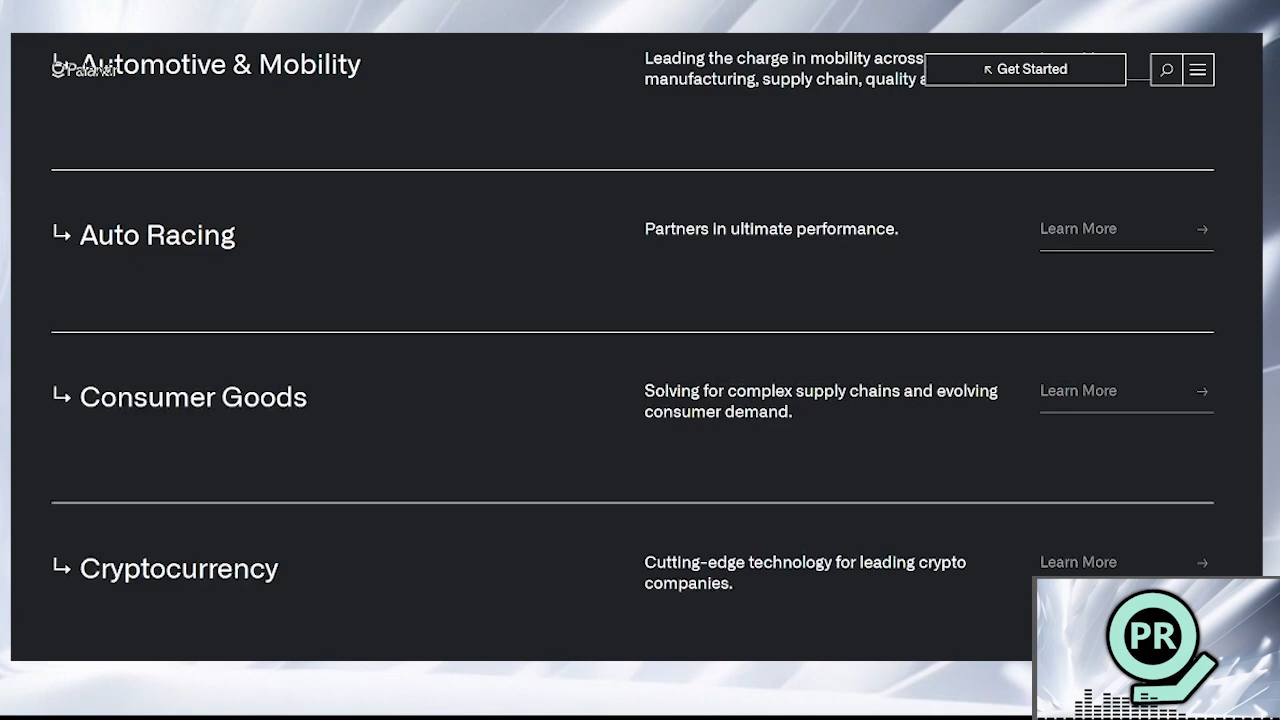 ↳ Automotive & Mobility
Leading the charge in mobility across
manufacturing, supply chain, quality a
↖ Get Started
↳ Auto Racing
Partners in ultimate performance.
Learn More →
↳ Consumer Goods
Solving for complex supply chains and evolving
consumer demand.
Learn More →
↳ Cryptocurrency
Cutting-edge technology for leading crypto
companies.
Learn More →
PR